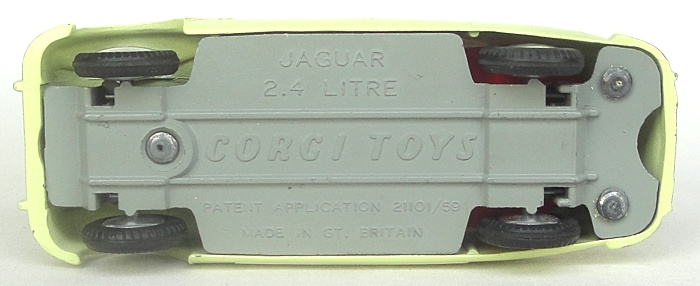 JAGUAR
2.4 LITRE
CORGI TOYS
PATENT APPLICATION 21101/59
MADE IN GT. BRITAIN